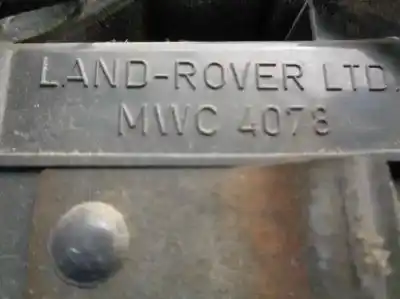 LAND-ROVER LTD.
MWC 4078